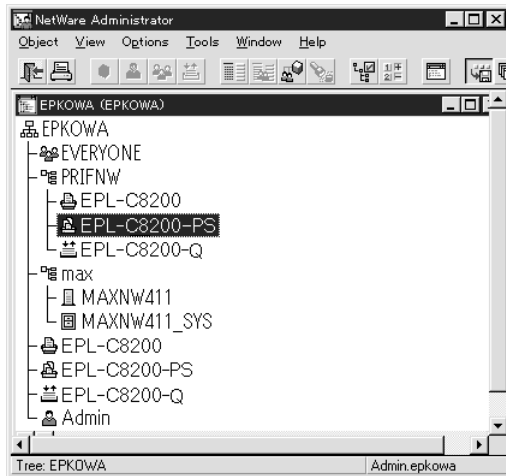 NetWare Administrator
Object View Options Tools Window Help
EPKOWA (EPKOWA)
EPKOWA
EVERYONE
PRIFNW
EPL-C8200
EPL-C8200-PS
EPL-C8200-Q
max
MAXNW411
MAXNW411_SYS
EPL-C8200
EPL-C8200-PS
EPL-C8200-Q
Admin
Tree: EPKOWA Admin.epkowa